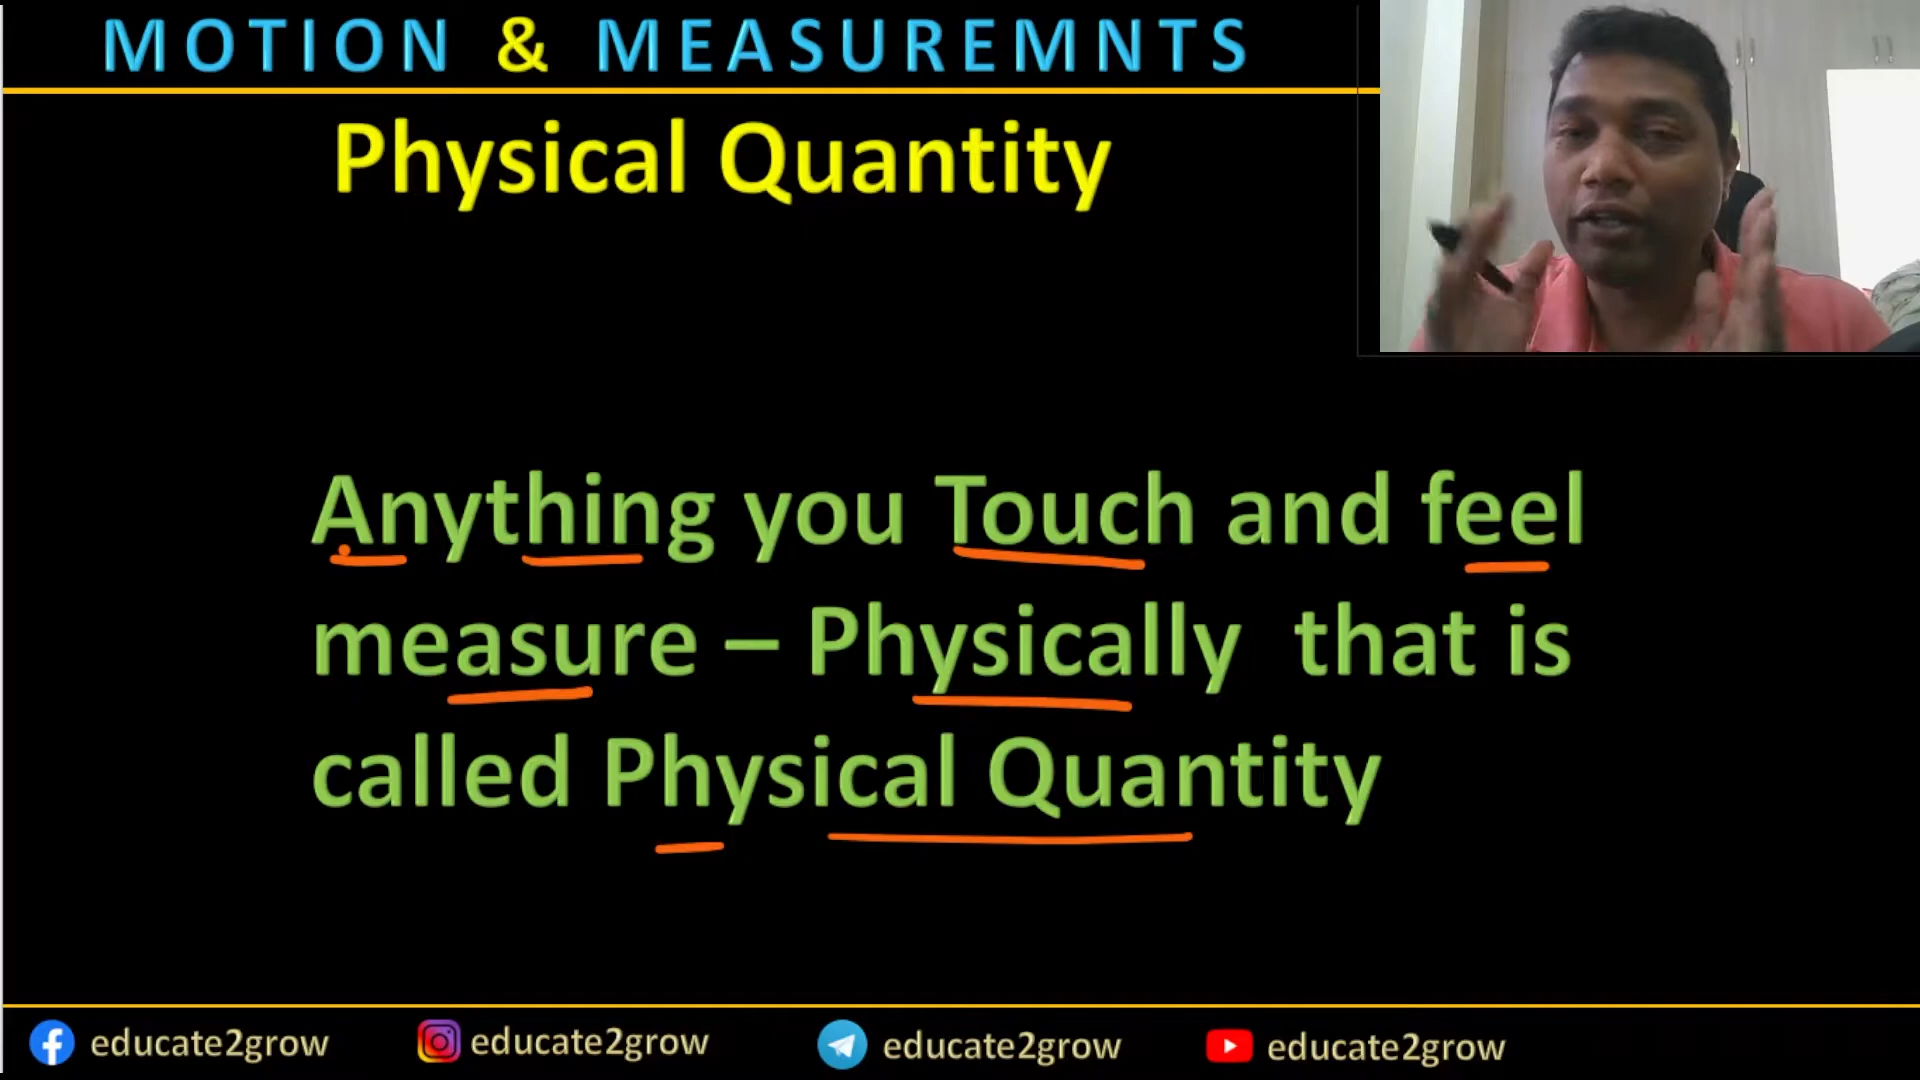 MOTION & MEASUREMNTS
Physical Quantity
Anything you Touch and feel
measure – Physically that is
called Physical Quantity
educate2grow educate2grow educate2grow educate2grow